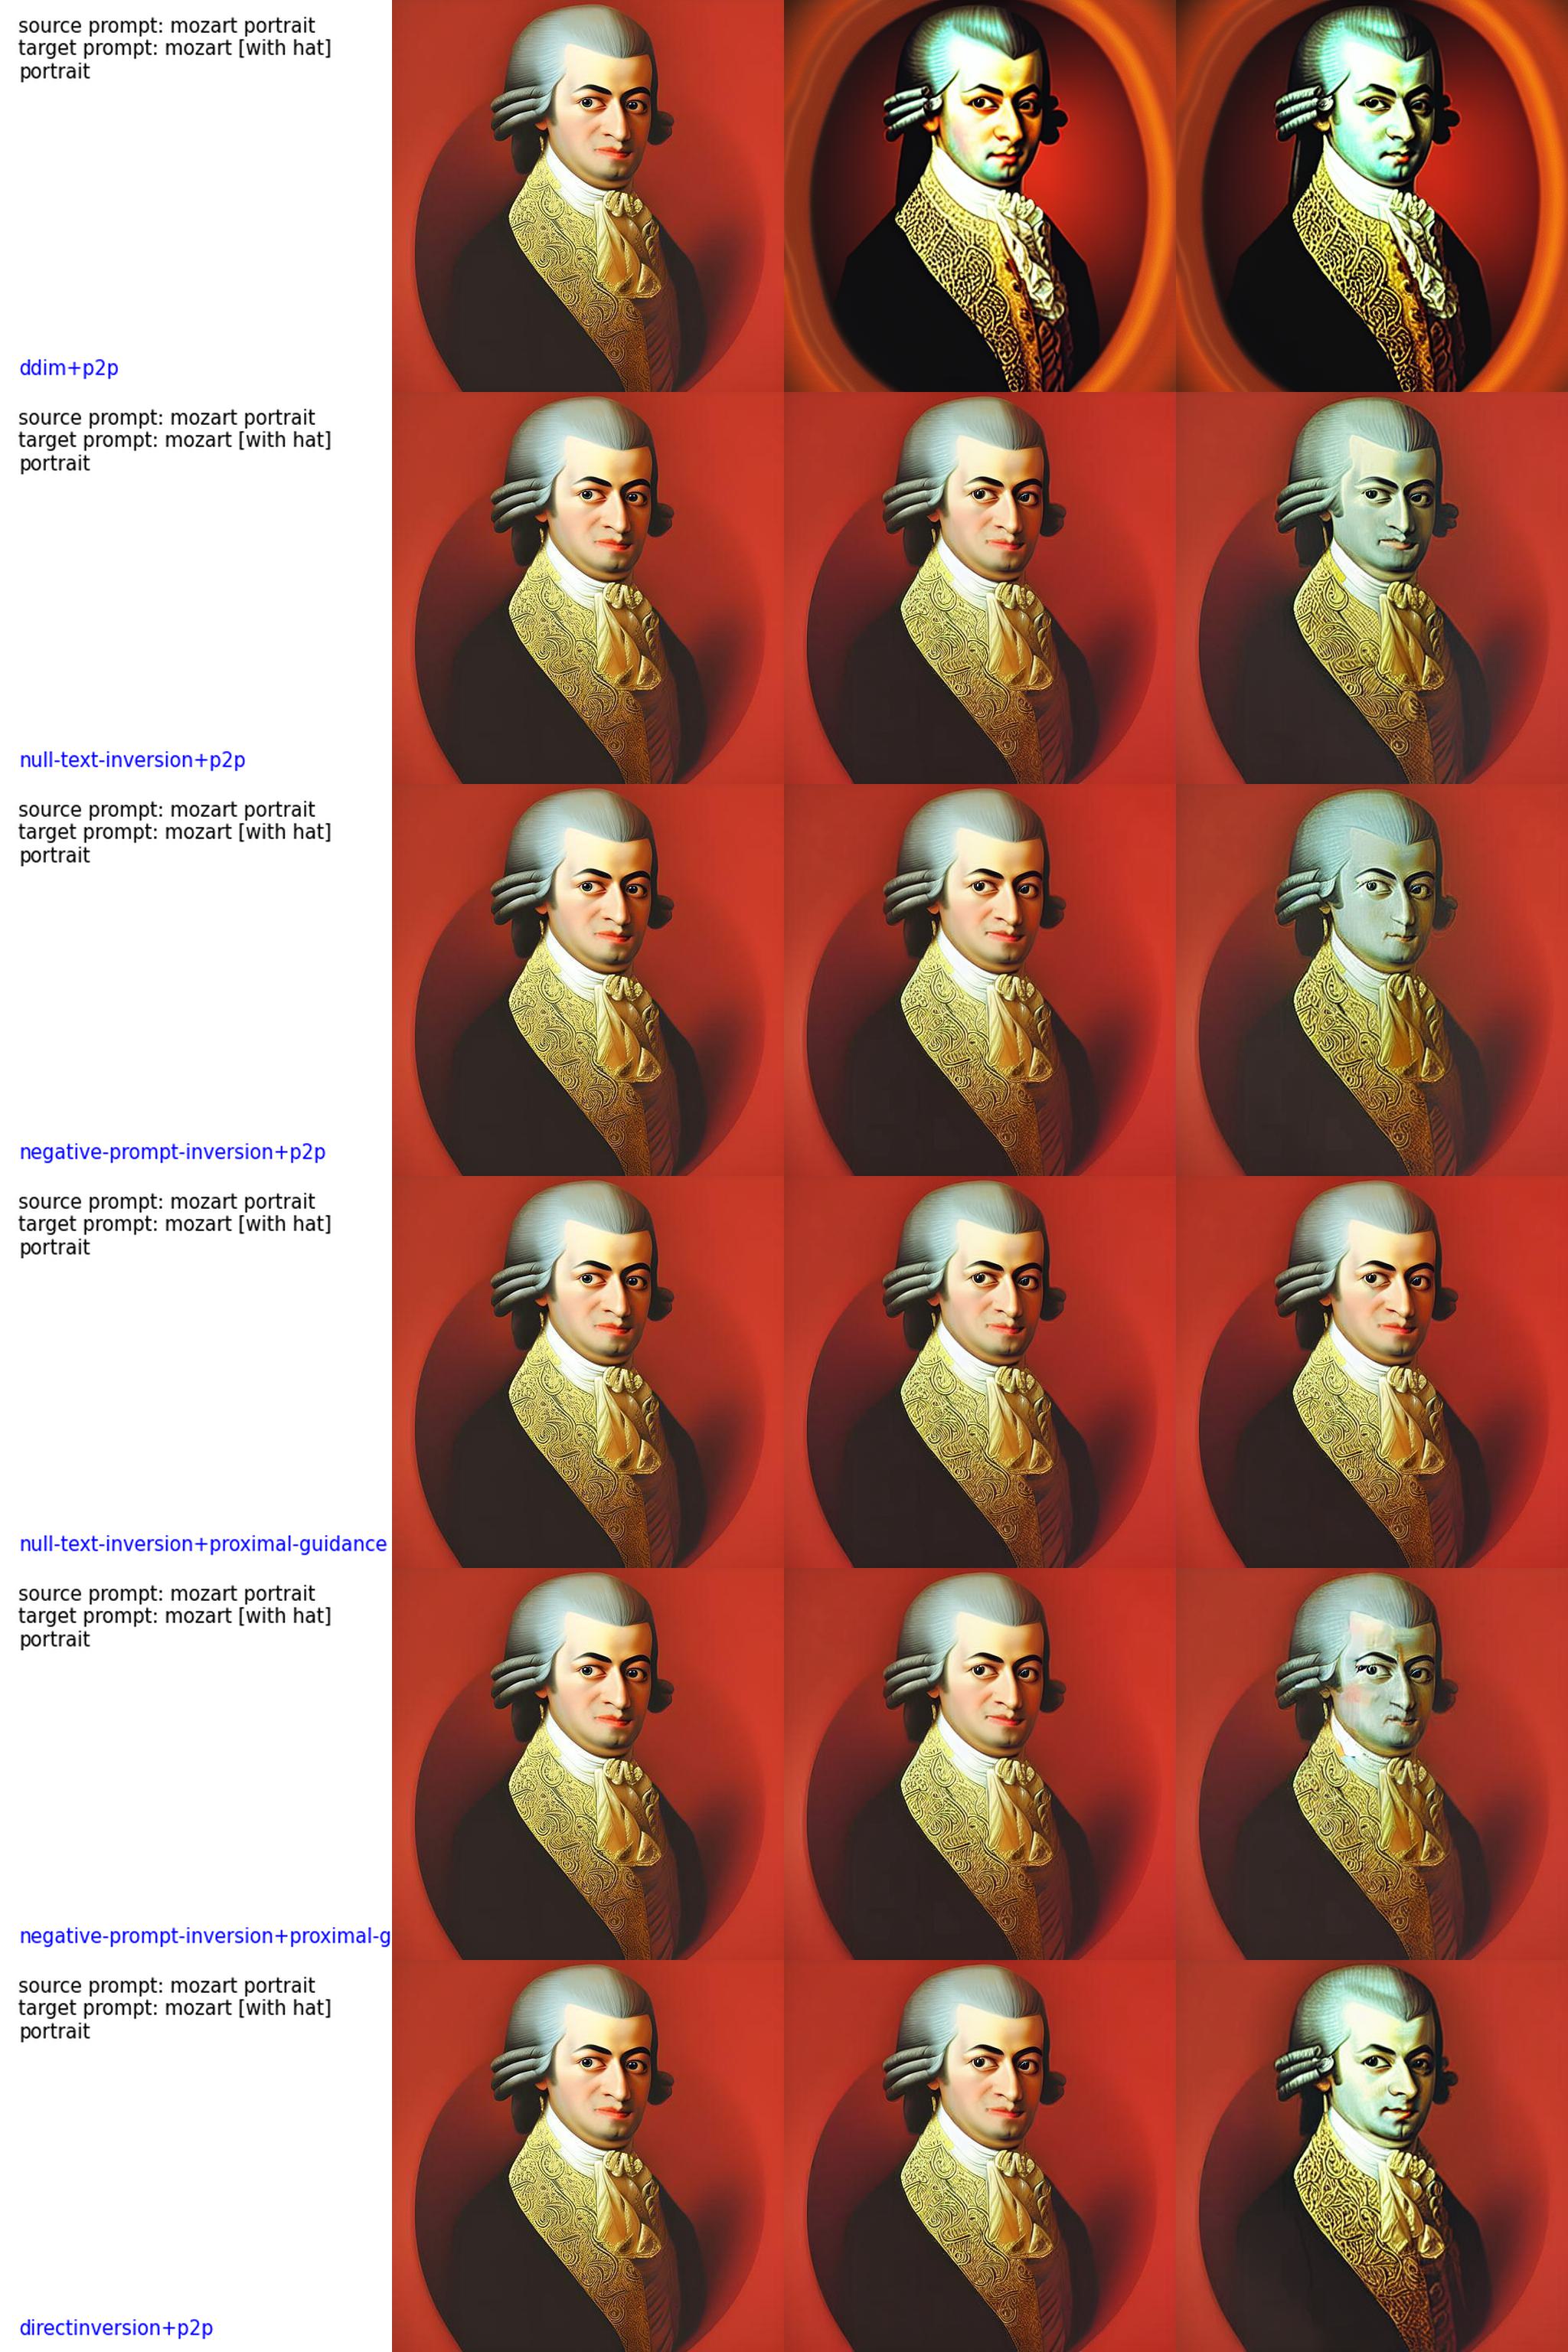 source prompt: mozart portrait
target prompt: mozart [with hat]
portrait
ddim+p2p
source prompt: mozart portrait
target prompt: mozart [with hat]
portrait
null-text-inversion+p2p
source prompt: mozart portrait
target prompt: mozart [with hat]
portrait
negative-prompt-inversion+p2p
source prompt: mozart portrait
target prompt: mozart [with hat]
portrait
null-text-inversion+proximal-guidance
source prompt: mozart portrait
target prompt: mozart [with hat]
portrait
negative-prompt-inversion+proximal-g
source prompt: mozart portrait
target prompt: mozart [with hat]
portrait
directinversion+p2p